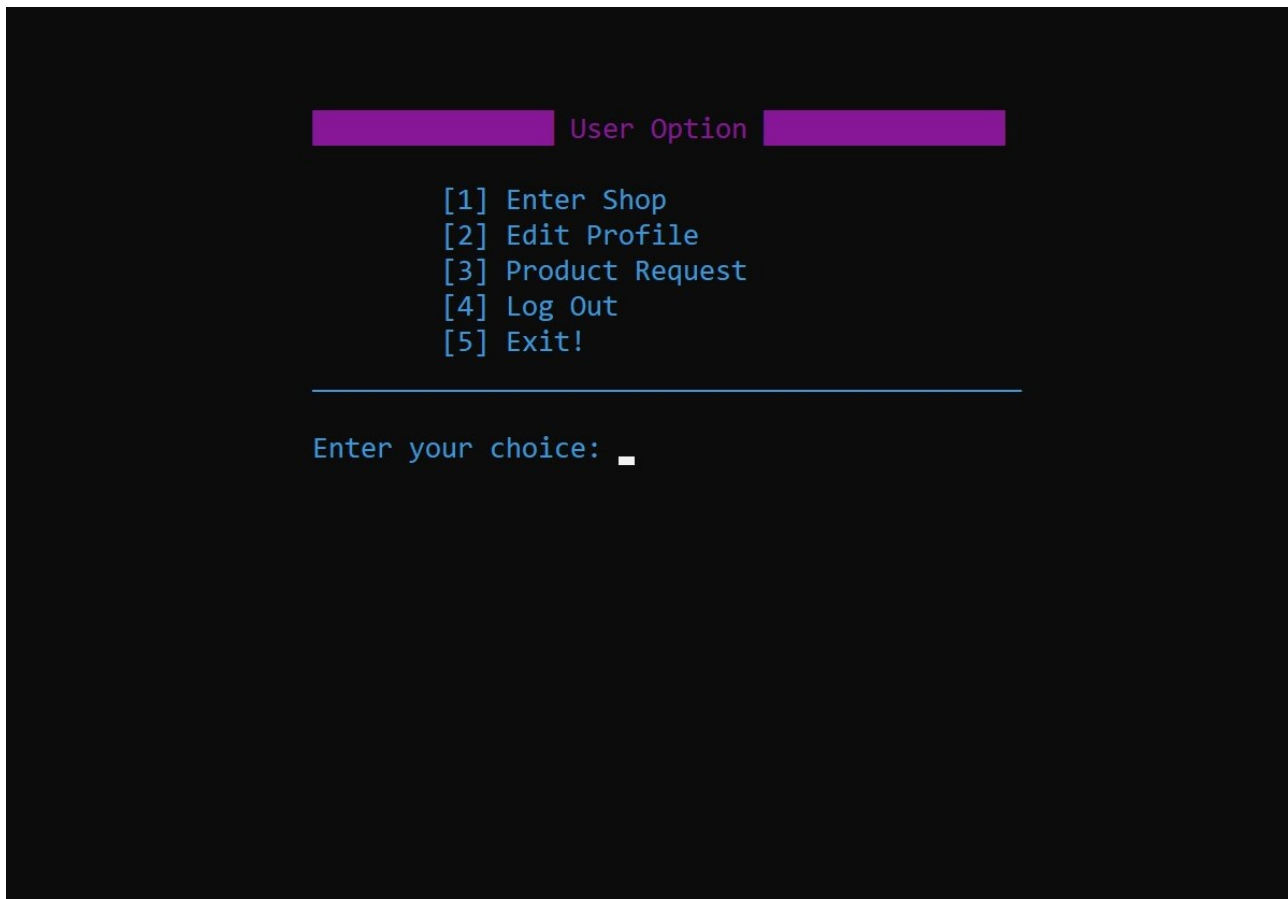 User Option
[1] Enter Shop
[2] Edit Profile
[3] Product Request
[4] Log Out
[5] Exit!
Enter your choice: